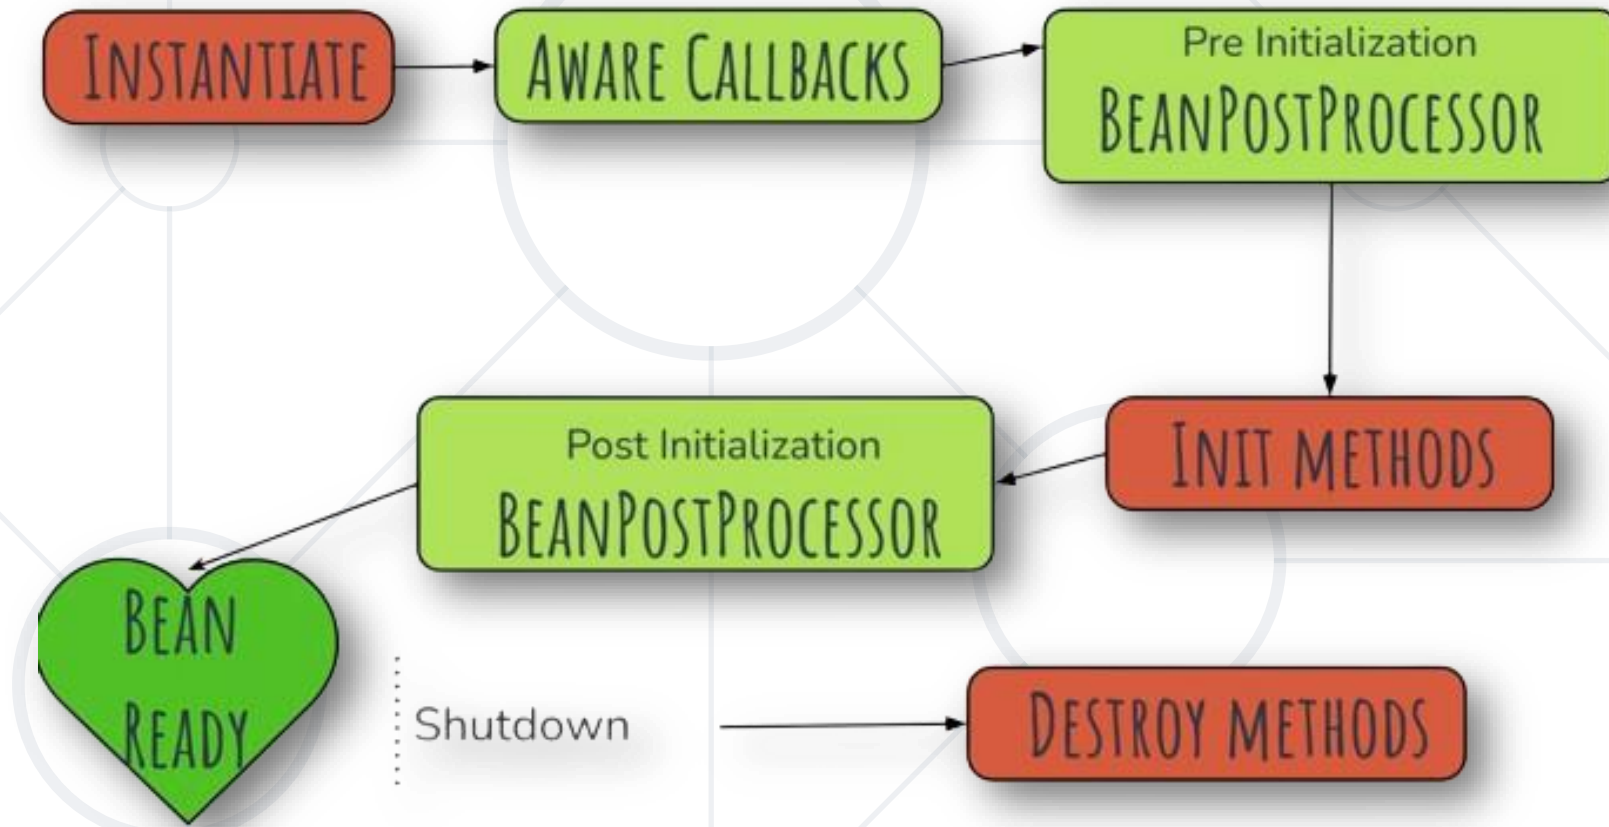 INSTANTIATE
AWARE CALLBACKS
Pre Initialization
BEANPOSTPROCESSOR
INIT METHODS
Post Initialization
BEANPOSTPROCESSOR
BEAN
READY
Shutdown
DESTROY METHODS